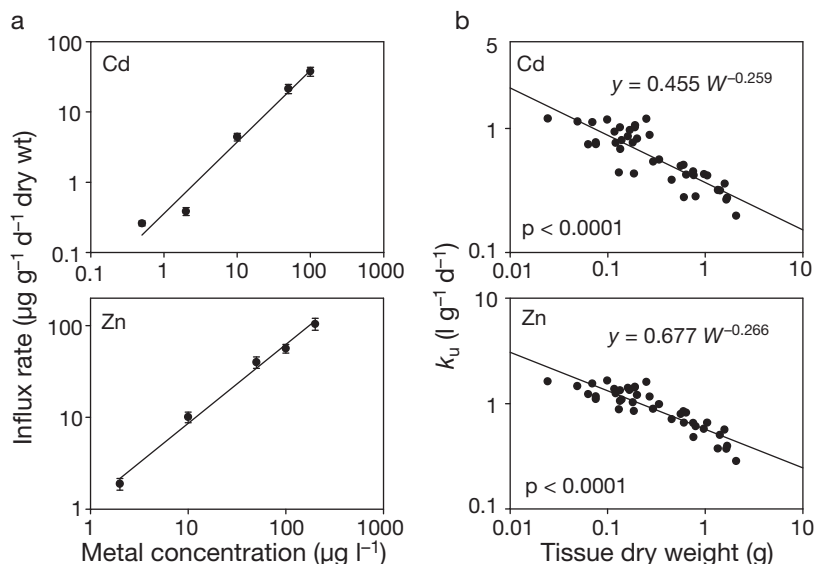 a
b
Influx rate (µg g⁻¹ d⁻¹ dry wt)
100
10
1
0.1
Cd
0.1 1 10 100 1000
100
10
1
Zn
1 10 100 1000
Metal concentration (µg l⁻¹)
kᵤ (l g⁻¹ d⁻¹)
5
1
0.1
Cd
y = 0.455 W⁻⁰·²⁵⁹
p < 0.0001
0.01 0.1 1 10
10
1
0.1
Zn
y = 0.677 W⁻⁰·²⁶⁶
p < 0.0001
0.01 0.1 1 10
Tissue dry weight (g)